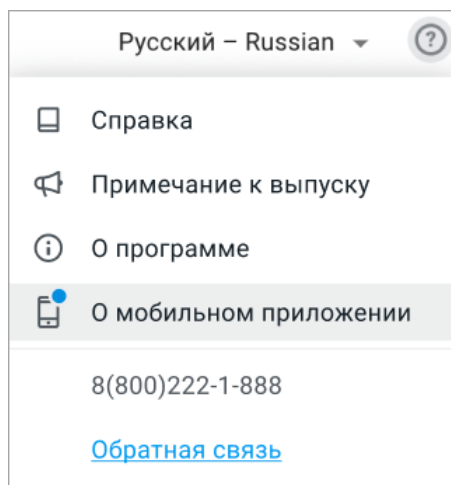 Русский – Russian
Справка
Примечание к выпуску
О программе
О мобильном приложении
8(800)222-1-888
Обратная связь